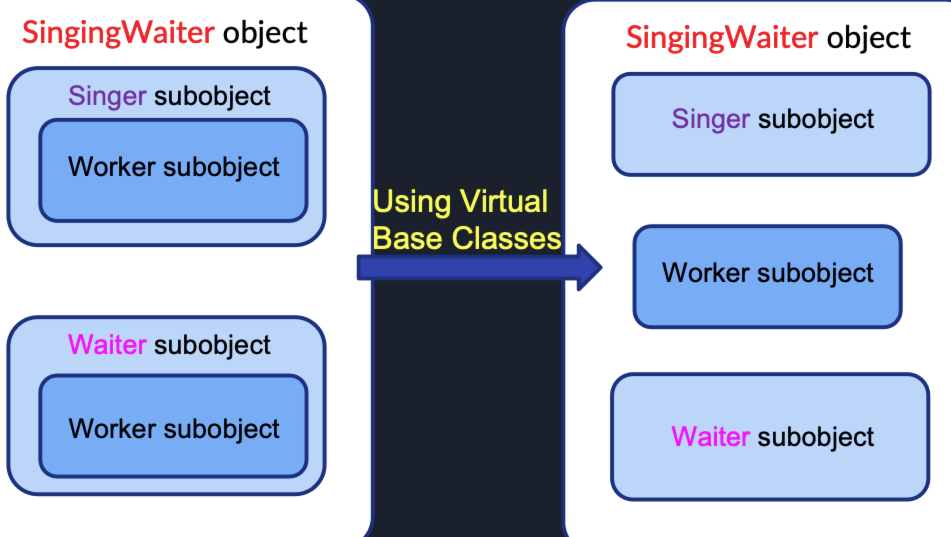 SingingWaiter object
Singer subobject
Worker subobject
Waiter subobject
Worker subobject
Using Virtual
Base Classes
SingingWaiter object
Singer subobject
Worker subobject
Waiter subobject